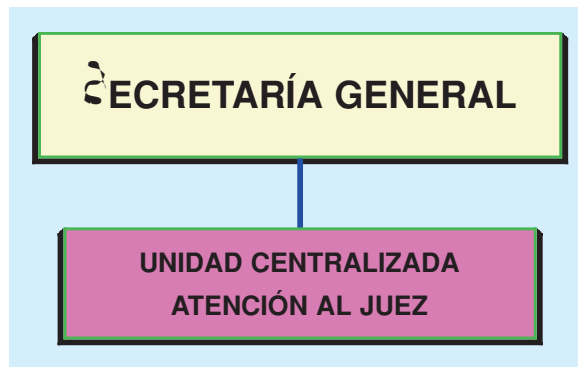 SECRETARÍA GENERAL
UNIDAD CENTRALIZADA
ATENCIÓN AL JUEZ